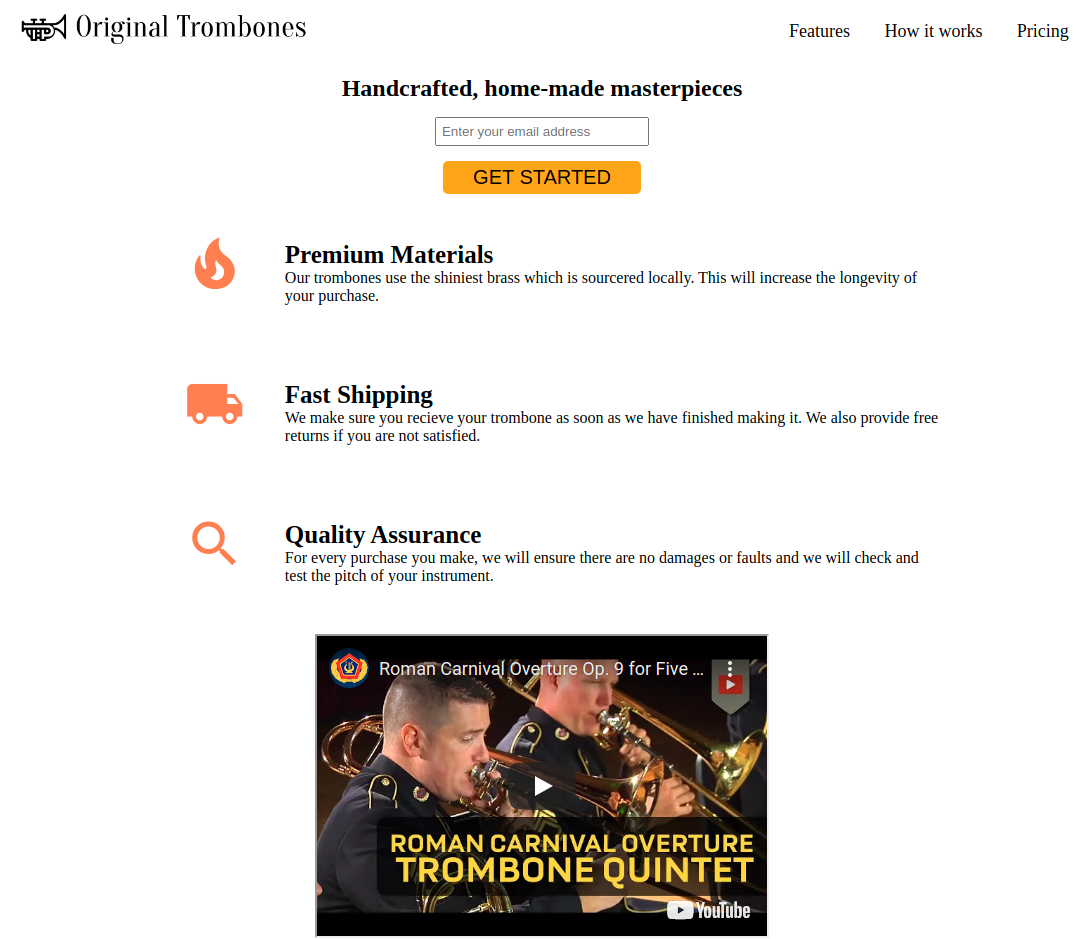 Original Trombones
Features How it works Pricing
Handcrafted, home-made masterpieces
Enter your email address
GET STARTED
Premium Materials
Our trombones use the shiniest brass which is sourcered locally. This will increase the longevity of
your purchase.
Fast Shipping
We make sure you recieve your trombone as soon as we have finished making it. We also provide free
returns if you are not satisfied.
Quality Assurance
For every purchase you make, we will ensure there are no damages or faults and we will check and
test the pitch of your instrument.
Roman Carnival Overture Op. 9 for Five ...
ROMAN CARNIVAL OVERTURE
TROMBONE QUINTET
YouTube